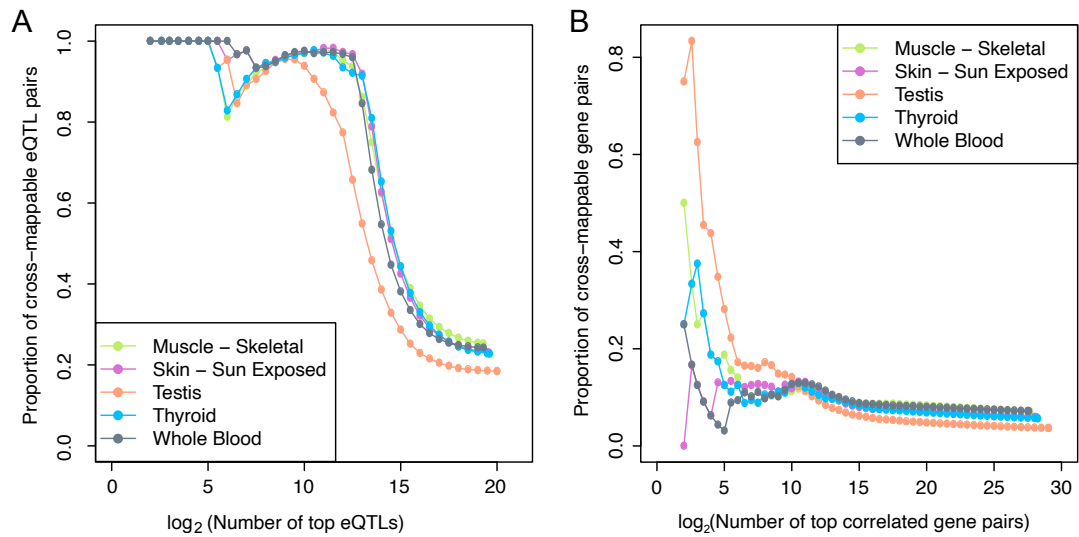 A
Proportion of cross−mappable eQTL pairs
1.0
0.8
0.6
0.4
0.2
0.0
Muscle − Skeletal
Skin − Sun Exposed
Testis
Thyroid
Whole Blood
0 5 10 15 20
log2 (Number of top eQTLs)
B
Proportion of cross−mappable gene pairs
0.8
0.6
0.4
0.2
0.0
Muscle − Skeletal
Skin − Sun Exposed
Testis
Thyroid
Whole Blood
0 5 10 15 20 25 30
log2(Number of top correlated gene pairs)